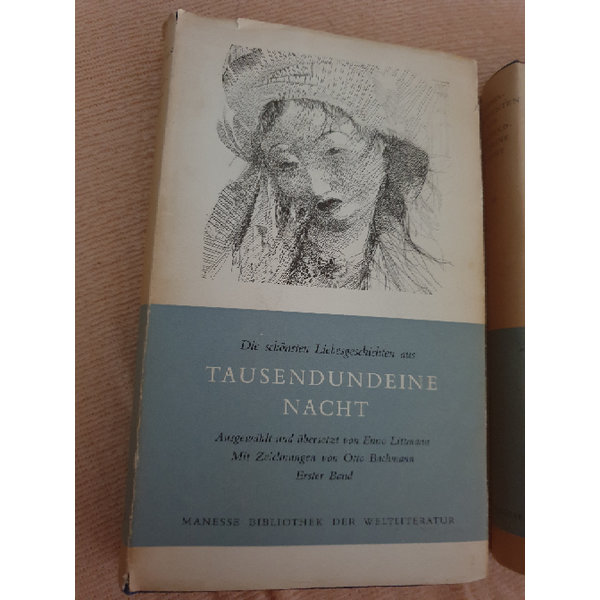 Die schönsten Liebesgeschichten aus
TAUSENDUNDEINE
NACHT
Ausgewählt und übersetzt von Enno Littmann
Mit Zeichnungen von Otto Bachmann
Erster Band
MANESSE BIBLIOTHEK DER WELTLITERATUR